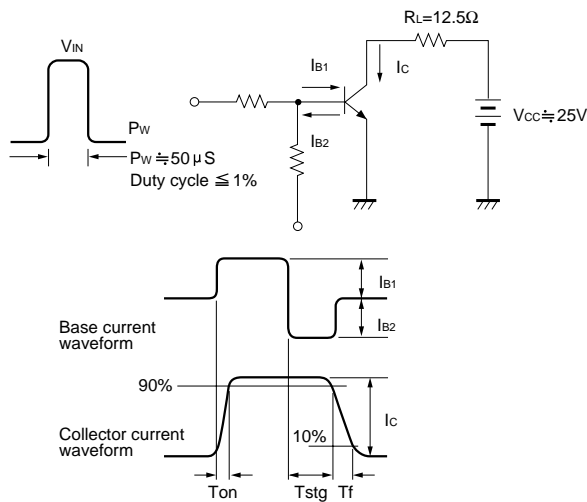 VIN
PW
PW≒50μS
Duty cycle ≦ 1%
RL=12.5Ω
IB1
IC
IB2
VCC≒25V
Base current
waveform
IB1
IB2
90%
Collector current
waveform
10%
IC
Ton
Tstg
Tf